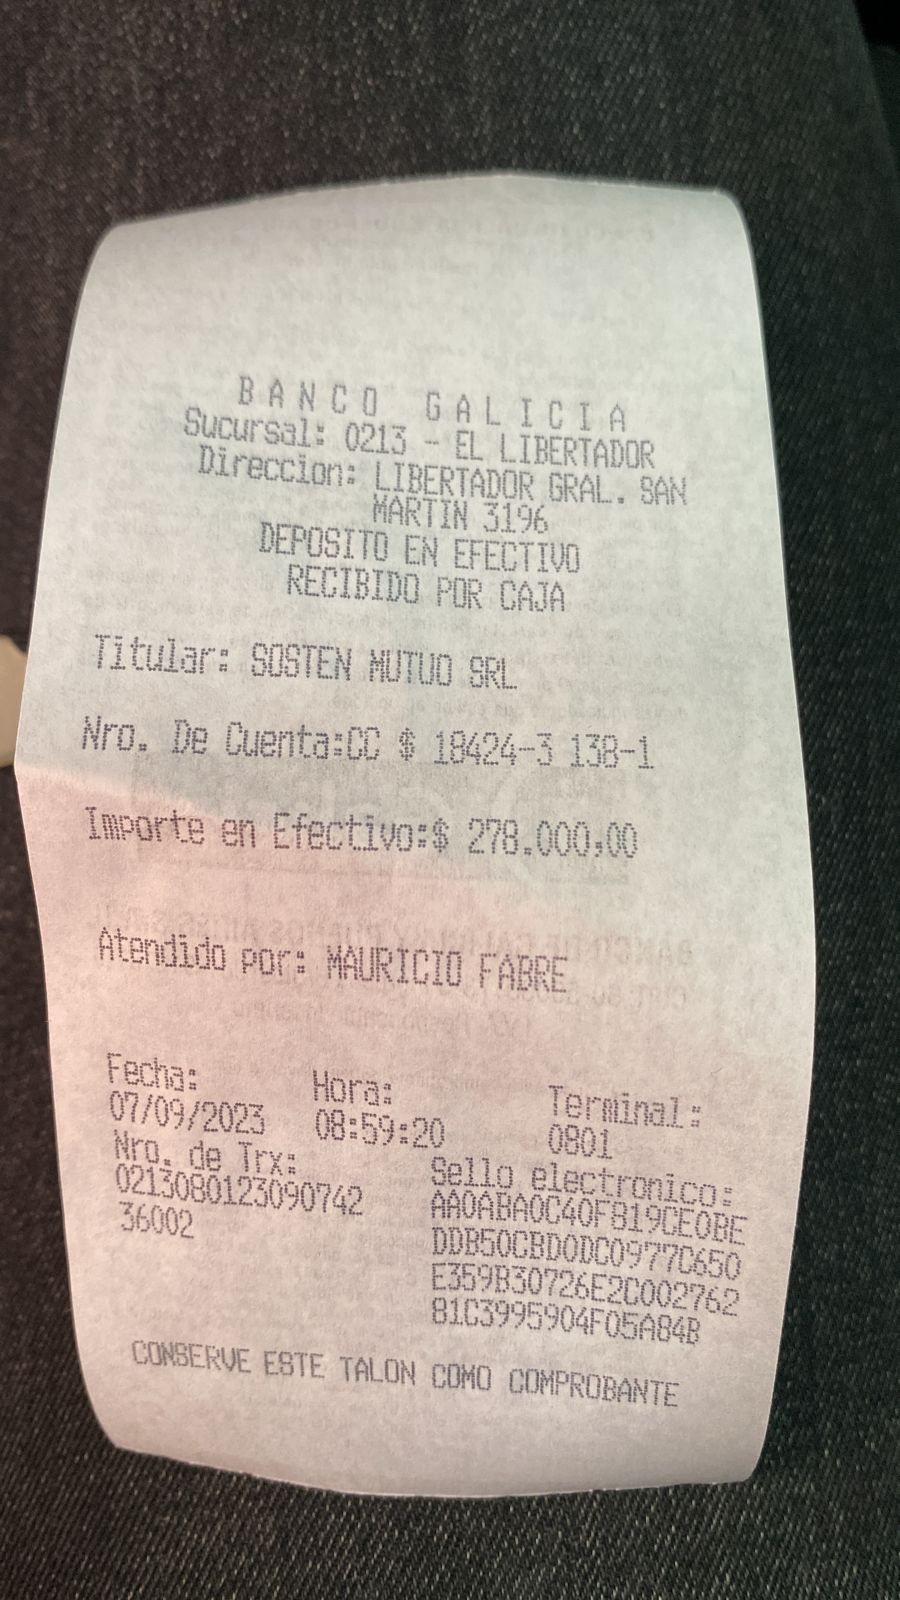 BANCO GALICIA
Sucursal: 0213 - EL LIBERTADOR
Direccion: LIBERTADOR GRAL. SAN
MARTIN 3196
DEPOSITO EN EFECTIVO
RECIBIDO POR CAJA
Titular: SOSTEN MUTUO SRL
Nro. De Cuenta:CC $ 18424-3 138-1
Importe en Efectivo:$ 278.000,00
Atendido por: MAURICIO FABRE
Fecha: Hora: Terminal:
07/09/2023 08:59:20 0801
Nro. de Trx: Sello electronico:
0213080123090742 AA0ABA0C40F819CE0BE
36002 DDB50CBD0DC0977C650
E359B30726E2C002762
81C3995904F05A84B
CONSERVE ESTE TALON COMO COMPROBANTE